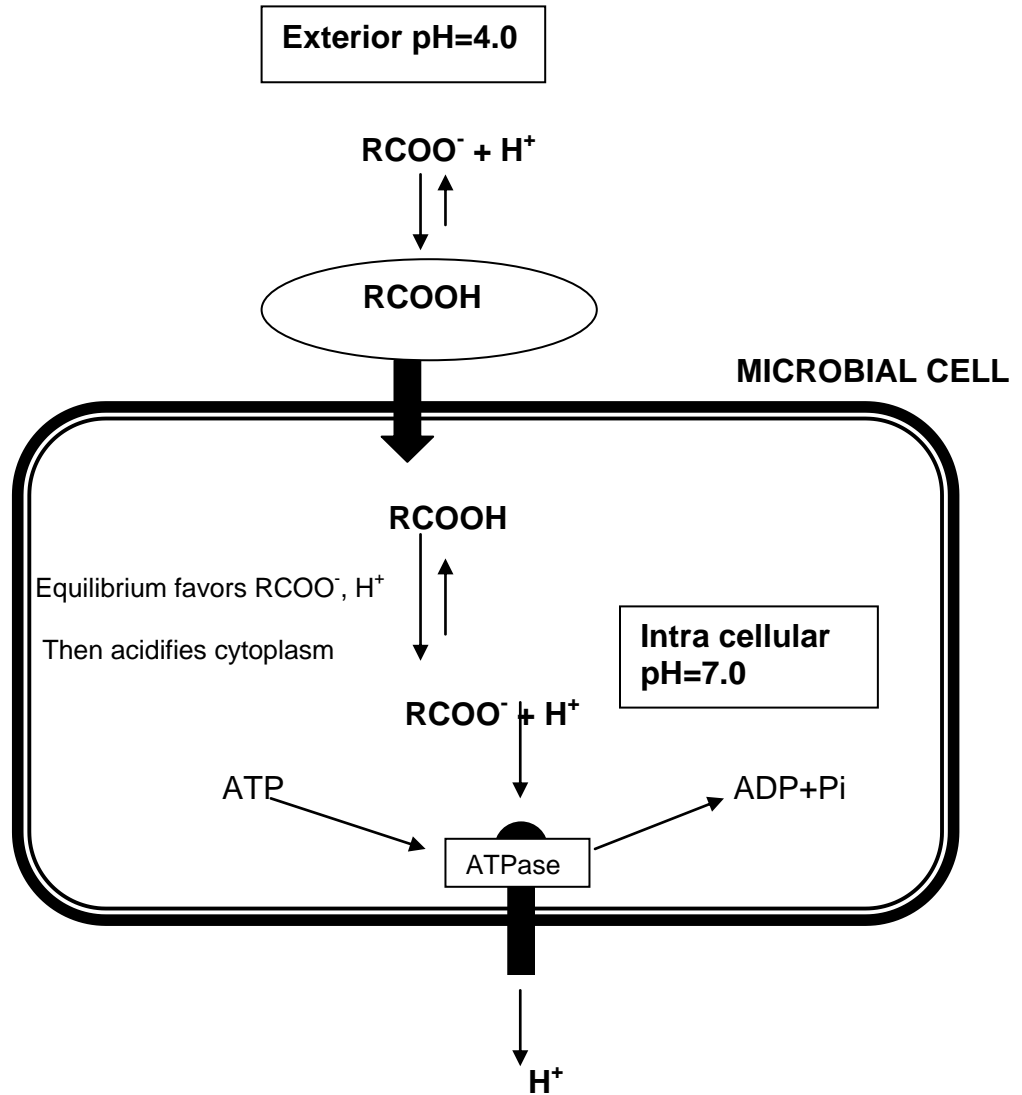 Exterior pH=4.0
RCOO⁻ + H⁺
RCOOH
MICROBIAL CELL
RCOOH
Equilibrium favors RCOO⁻, H⁺
Then acidifies cytoplasm
Intra cellular
pH=7.0
RCOO⁻ + H⁺
ATP
ADP+Pi
ATPase
H⁺